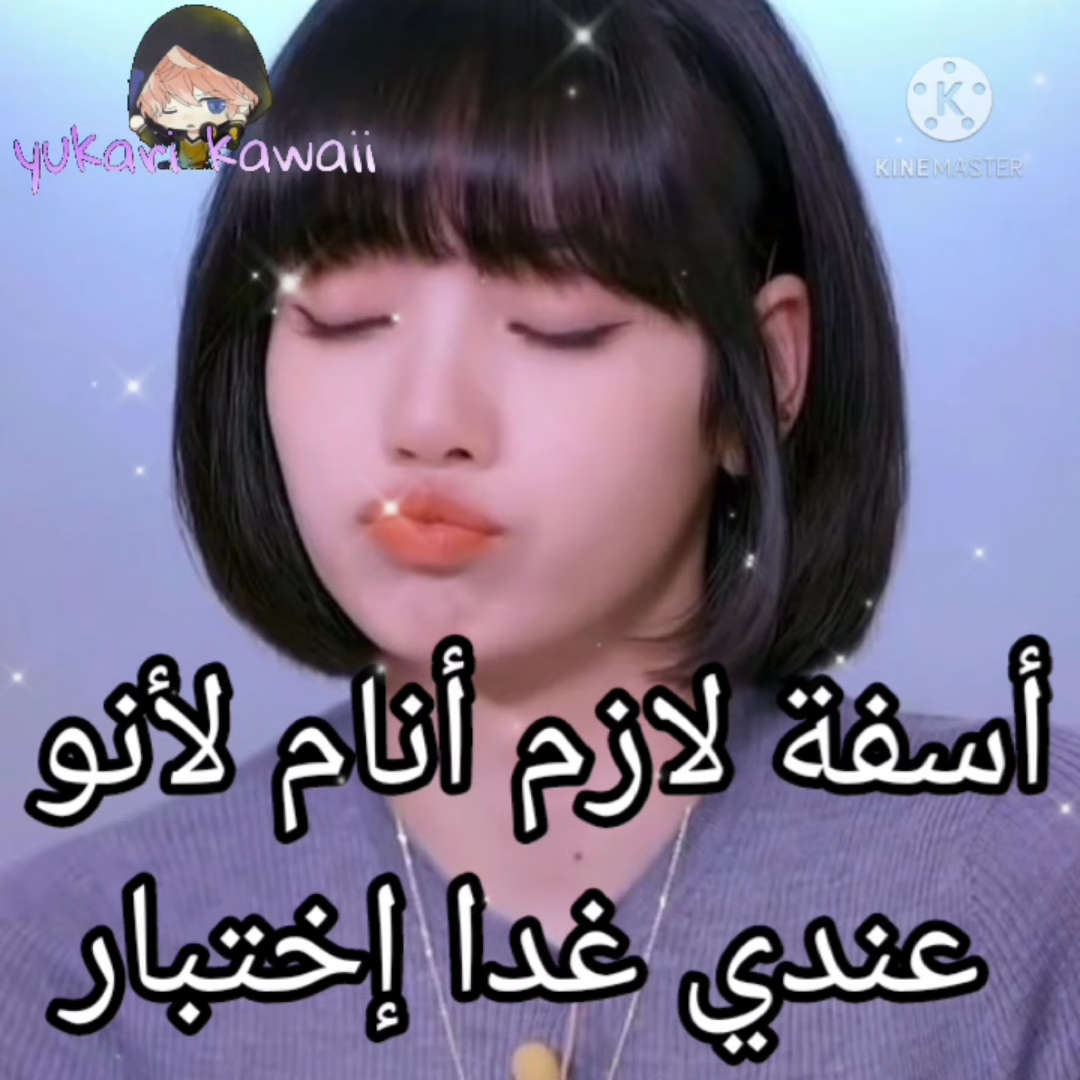 yukari kawaii
K
KINEMASTER
أسفة لازم أنام لأنو
عندي غدا إختبار